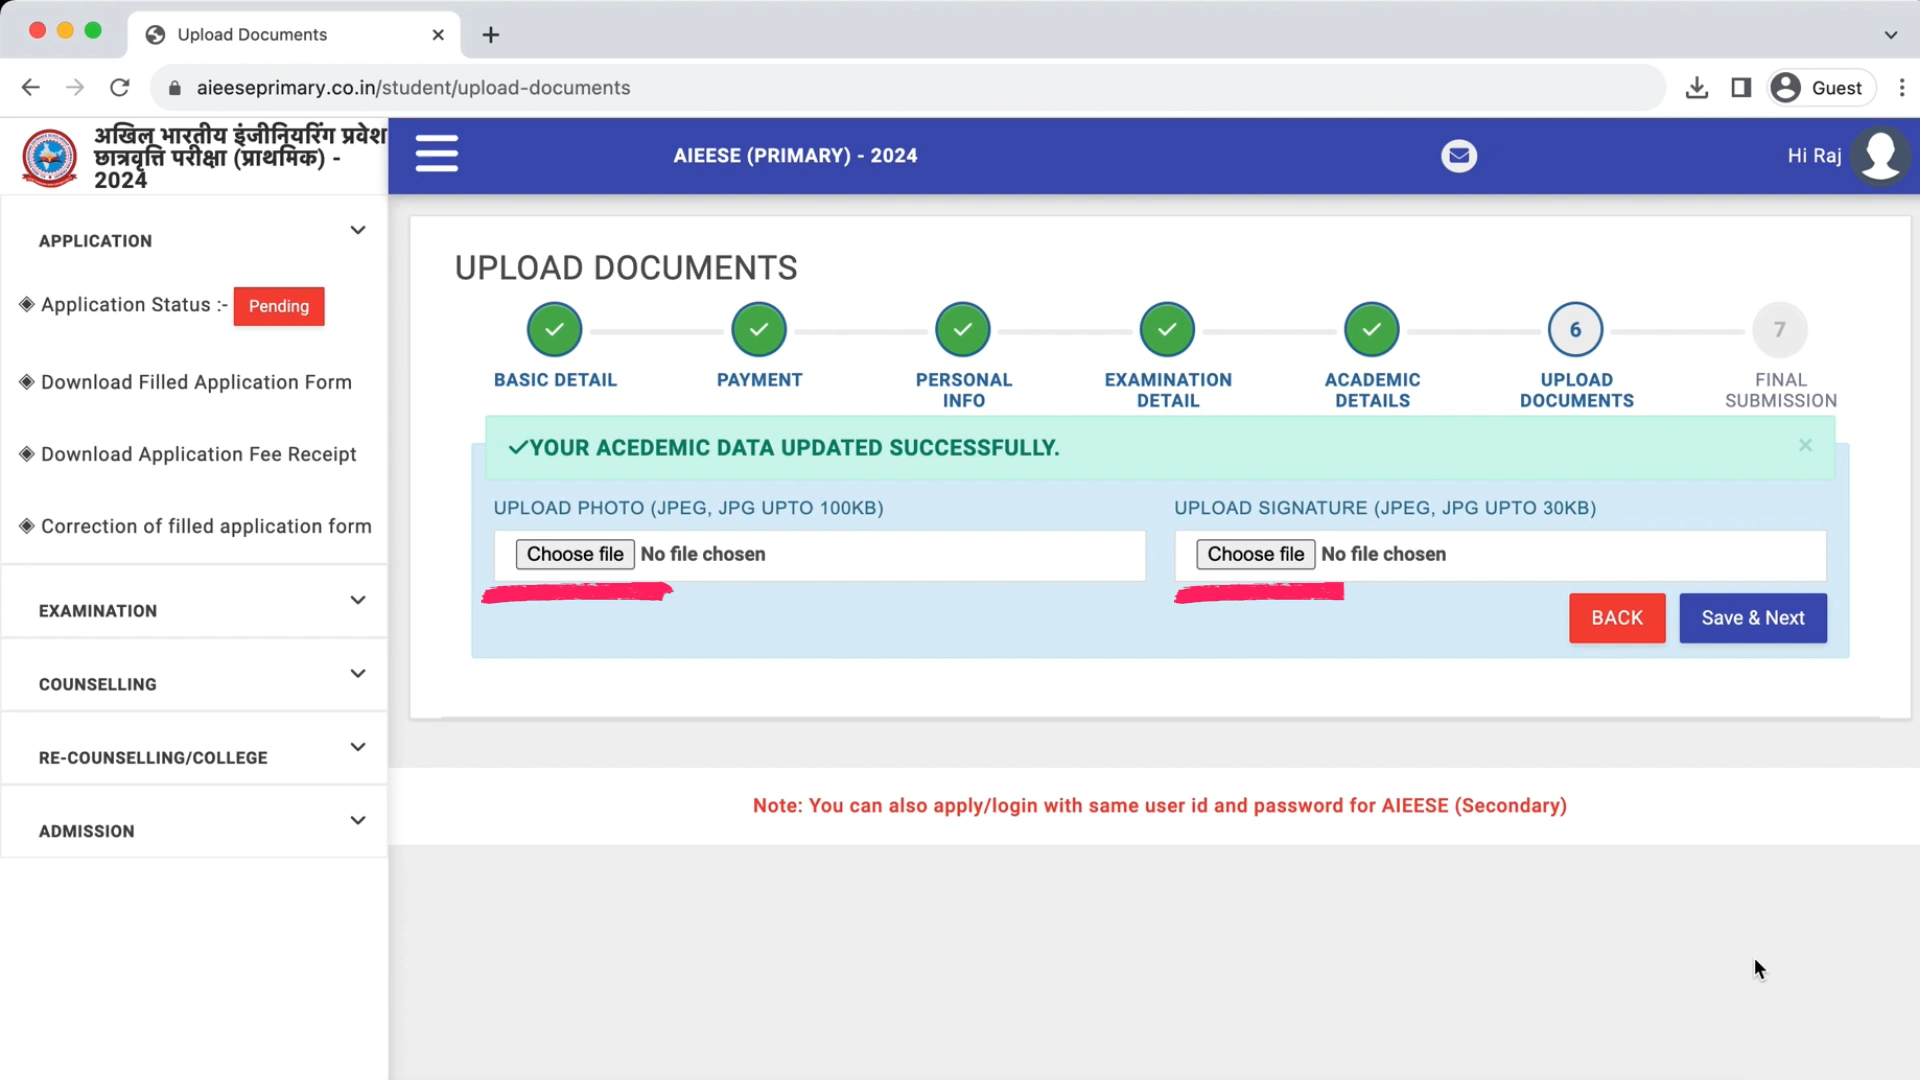 Upload Documents
aieeseprimary.co.in/student/upload-documents
Guest
अखिल भारतीय इंजीनियरिंग प्रवेश
छात्रवृत्ति परीक्षा (प्राथमिक) -
2024
AIEESE (PRIMARY) - 2024
Hi Raj
APPLICATION
Application Status :- Pending
Download Filled Application Form
Download Application Fee Receipt
Correction of filled application form
EXAMINATION
COUNSELLING
RE-COUNSELLING/COLLEGE
ADMISSION
UPLOAD DOCUMENTS
6 7
BASIC DETAIL PAYMENT PERSONAL EXAMINATION ACADEMIC UPLOAD FINAL
INFO DETAIL DETAILS DOCUMENTS SUBMISSION
YOUR ACEDEMIC DATA UPDATED SUCCESSFULLY. ×
UPLOAD PHOTO (JPEG, JPG UPTO 100KB) UPLOAD SIGNATURE (JPEG, JPG UPTO 30KB)
Choose file No file chosen Choose file No file chosen
BACK Save & Next
Note: You can also apply/login with same user id and password for AIEESE (Secondary)